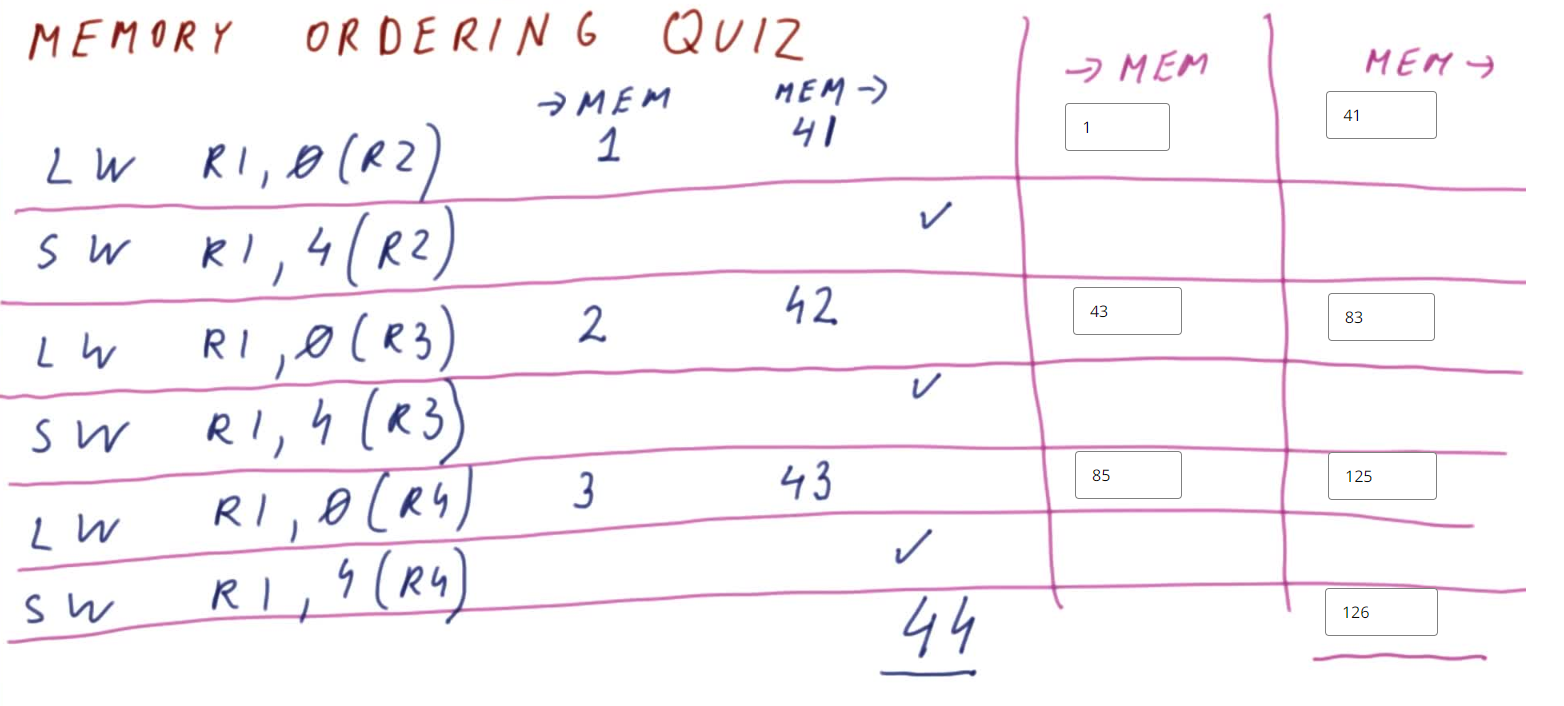 MEMORY ORDERING QUIZ
→ MEM MEM → → MEM MEM →
LW R1, 0(R2) 1 41 1 41
SW R1, 4(R2) ✓
LW R1, 0(R3) 2 42 43 83
SW R1, 4(R3) ✓
LW R1, 0(R4) 3 43 85 125
SW R1, 4(R4) ✓
44 126